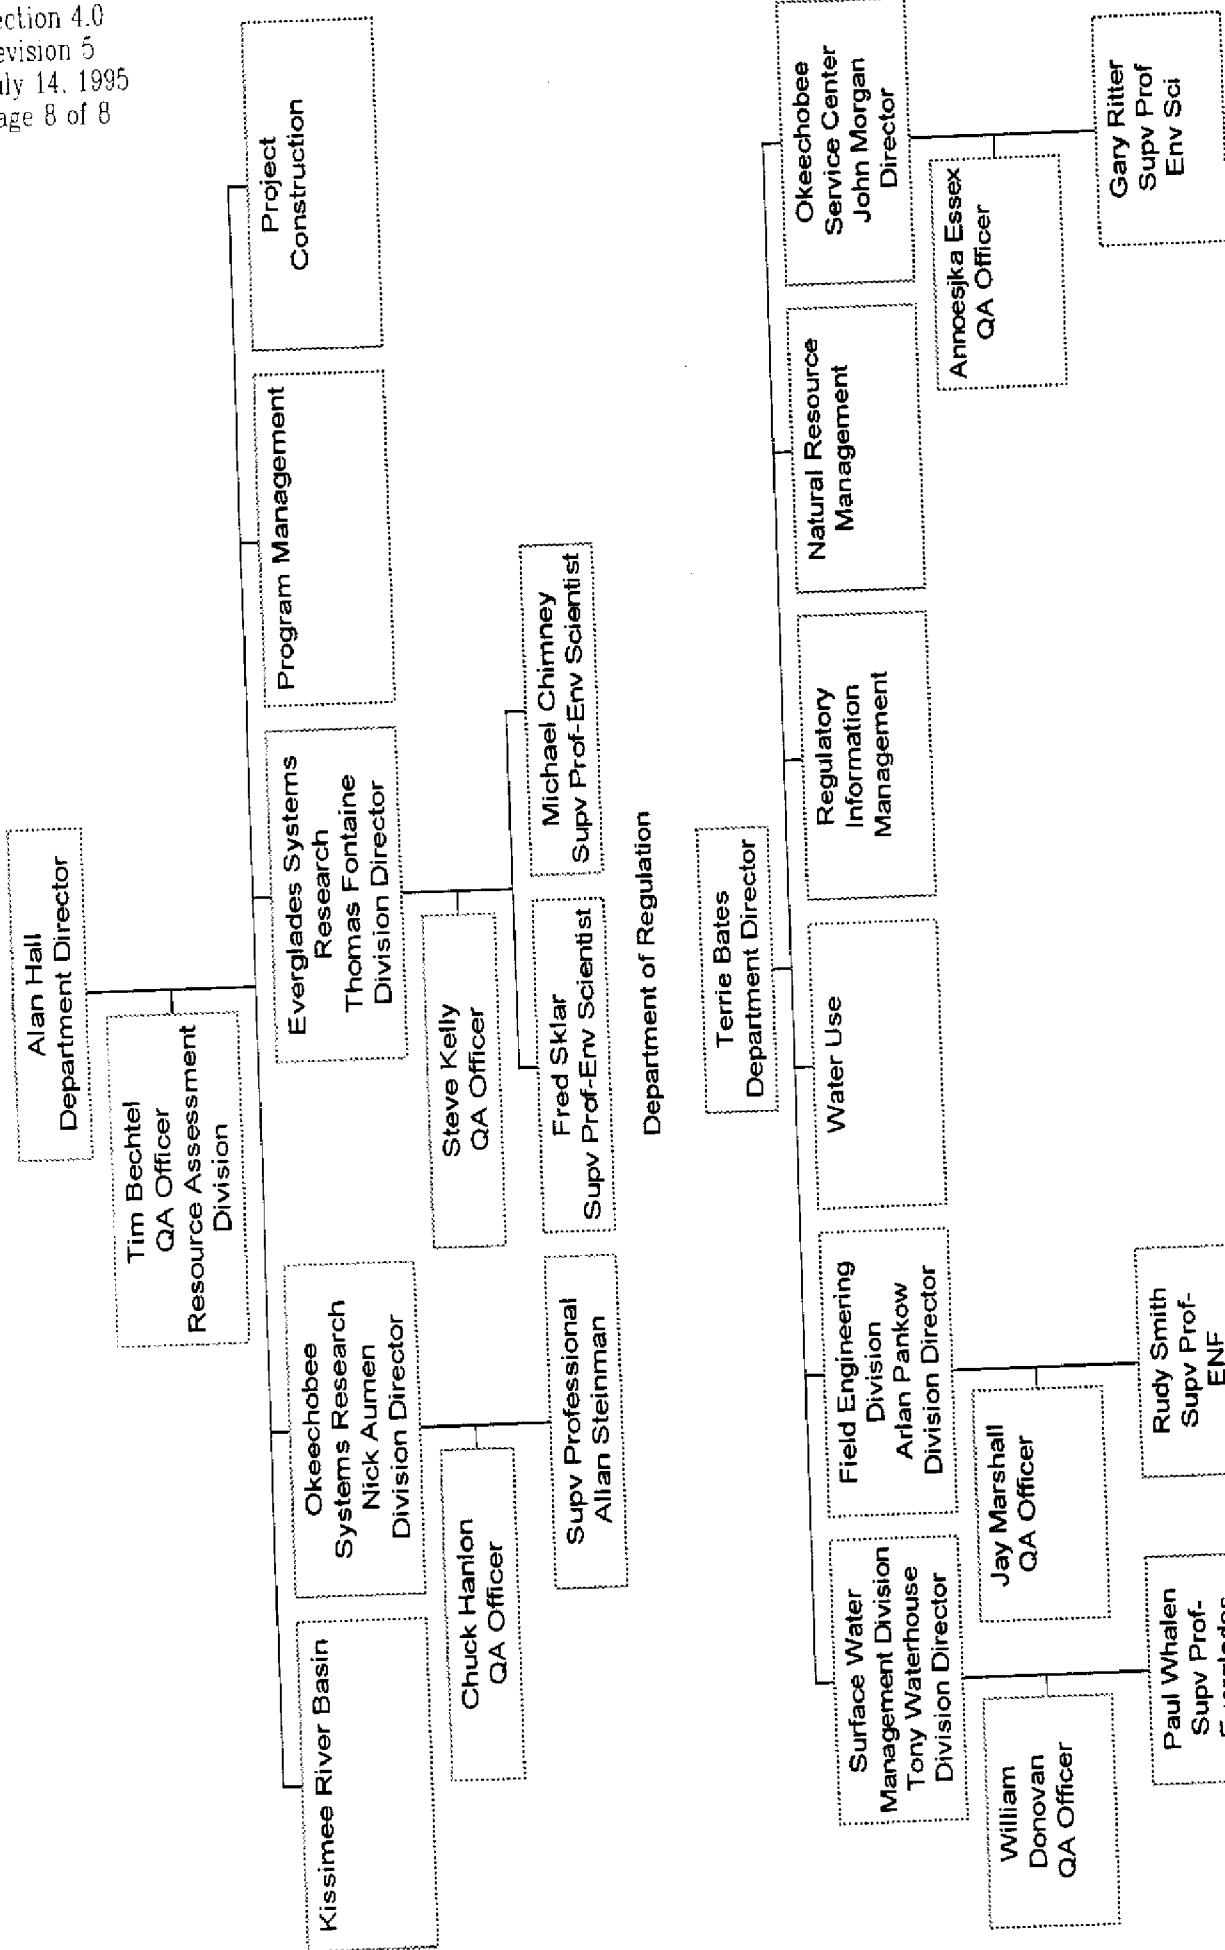 ection 4.0
evision 5
uly 14, 1995
age 8 of 8
Alan Hall
Department Director
Tim Bechtel
QA Officer
Resource Assessment
Division
Kissimee River Basin
Okeechobee
Systems Research
Nick Aumen
Division Director
Everglades Systems
Research
Thomas Fontaine
Division Director
Program Management
Project
Construction
Chuck Hanlon
QA Officer
Steve Kelly
QA Officer
Supv Professional
Allan Steinman
Fred Sklar
Supv Prof-Env Scientist
Michael Chimney
Supv Prof-Env Scientist
Department of Regulation
Terrie Bates
Department Director
Surface Water
Management Division
Tony Waterhouse
Division Director
Field Engineering
Division
Arlan Pankow
Division Director
Water Use
Regulatory
Information
Management
Natural Resource
Management
Okeechobee
Service Center
John Morgan
Director
William
Donovan
QA Officer
Jay Marshall
QA Officer
Annoesjka Essex
QA Officer
Paul Whalen
Supv Prof-
Rudy Smith
Supv Prof-
ENF
Gary Ritter
Supv Prof
Env Sci